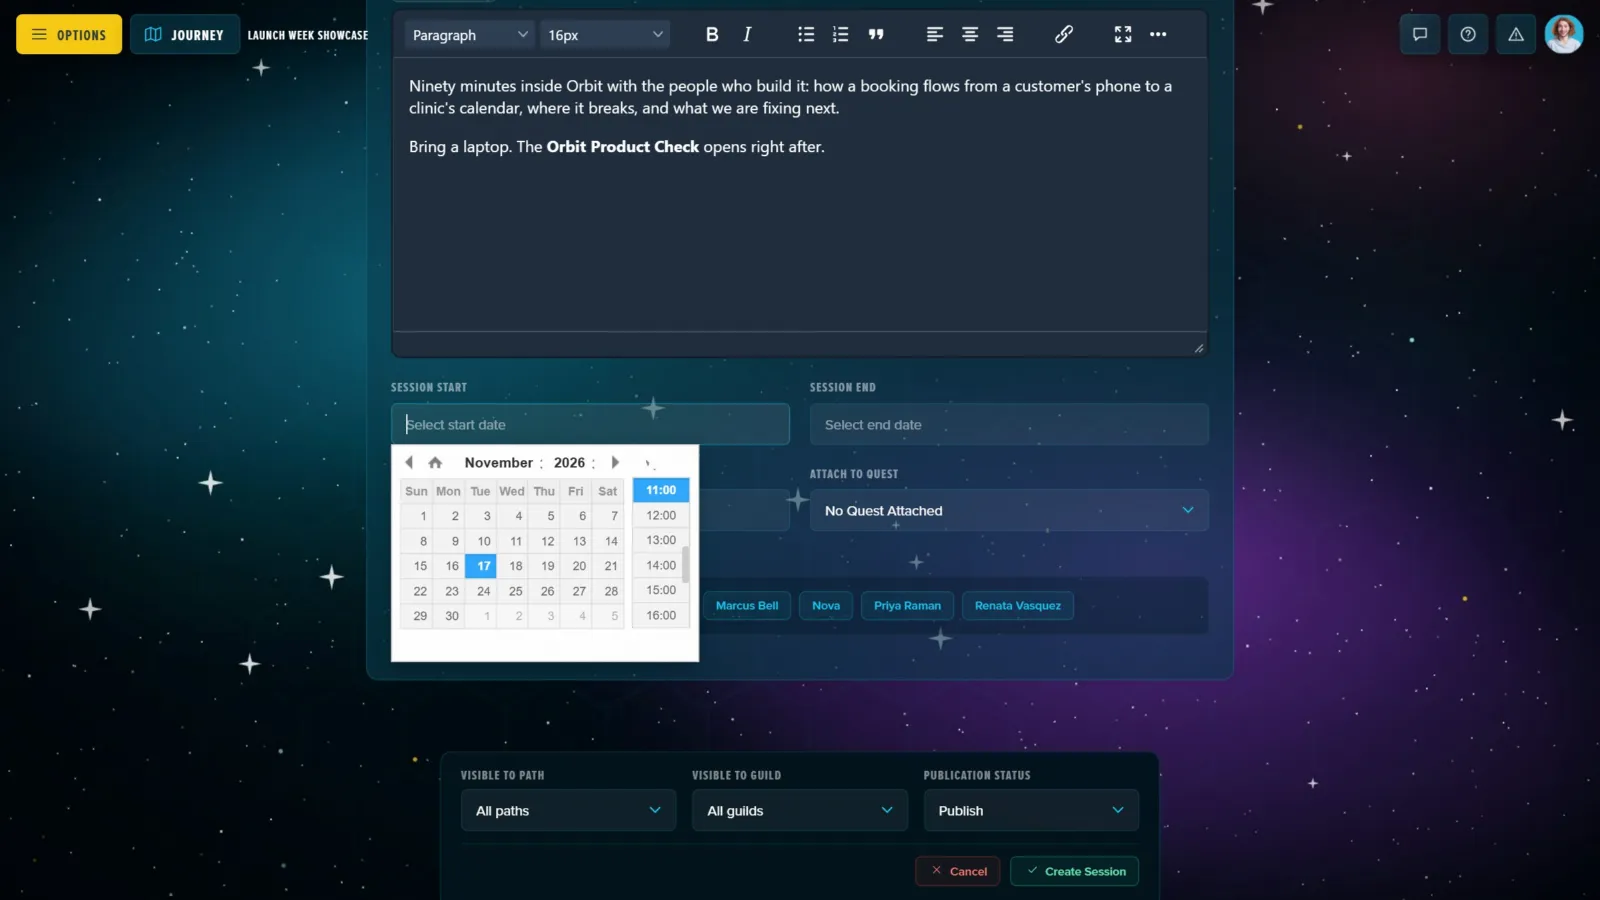 OPTIONS
JOURNEY
LAUNCH WEEK SHOWCASE
Paragraph
16px
B
I
Ninety minutes inside Orbit with the people who build it: how a booking flows from a customer's phone to a
clinic's calendar, where it breaks, and what we are fixing next.
Bring a laptop. The Orbit Product Check opens right after.
SESSION START
SESSION END
Select start date
Select end date
November
2026
Sun Mon Tue Wed Thu Fri Sat
1 2 3 4 5 6 7
8 9 10 11 12 13 14
15 16 17 18 19 20 21
22 23 24 25 26 27 28
29 30 1 2 3 4 5
11:00
12:00
13:00
14:00
15:00
16:00
ATTACH TO QUEST
No Quest Attached
Marcus Bell
Nova
Priya Raman
Renata Vasquez
VISIBLE TO PATH
VISIBLE TO GUILD
PUBLICATION STATUS
All paths
All guilds
Publish
Cancel
Create Session